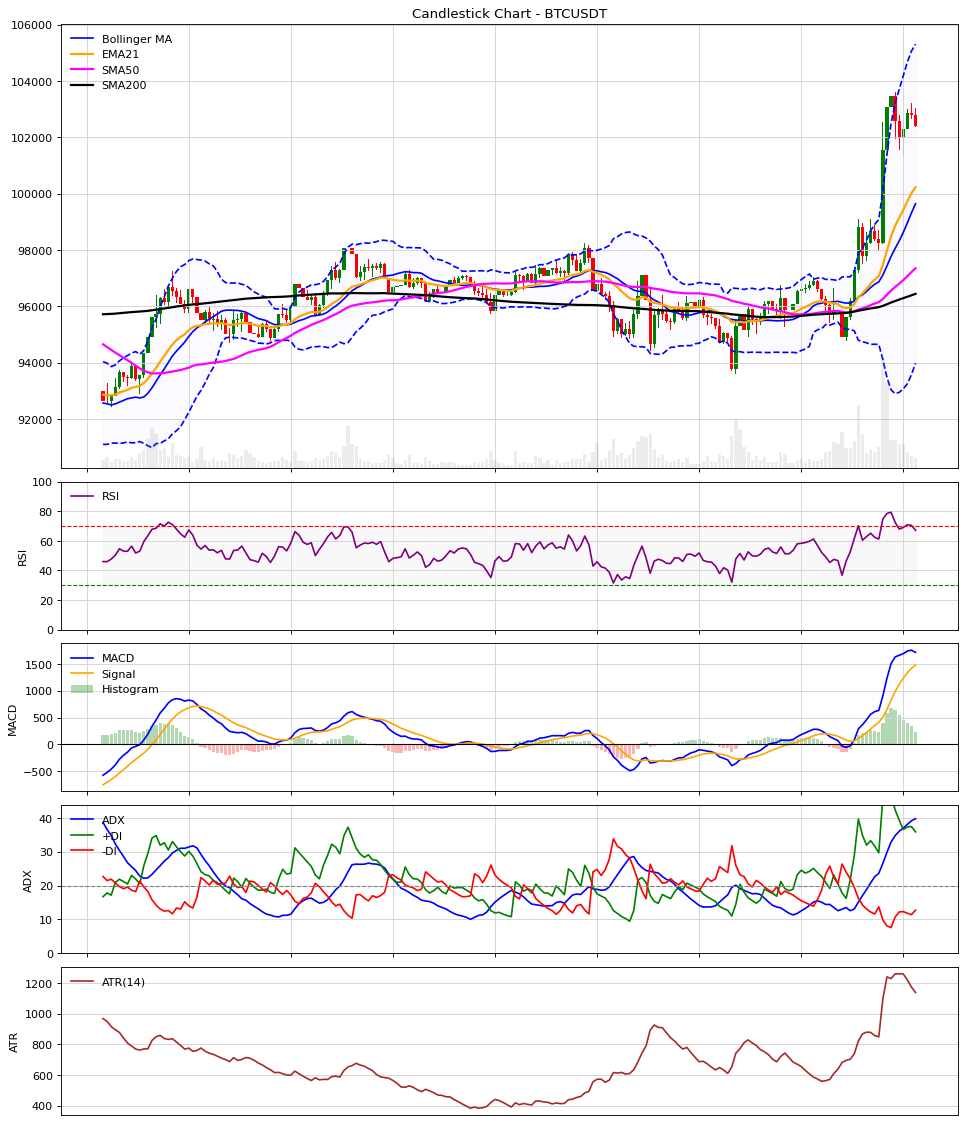 Candlestick Chart - BTCUSDT
106000
104000
102000
100000
98000
96000
94000
92000
Bollinger MA
EMA21
SMA50
SMA200
100
80
60
40
20
0
RSI
RSI
1500
1000
500
0
−500
MACD
MACD
Signal
Histogram
40
30
20
10
0
ADX
ADX
+DI
-DI
1200
1000
800
600
400
ATR
ATR(14)